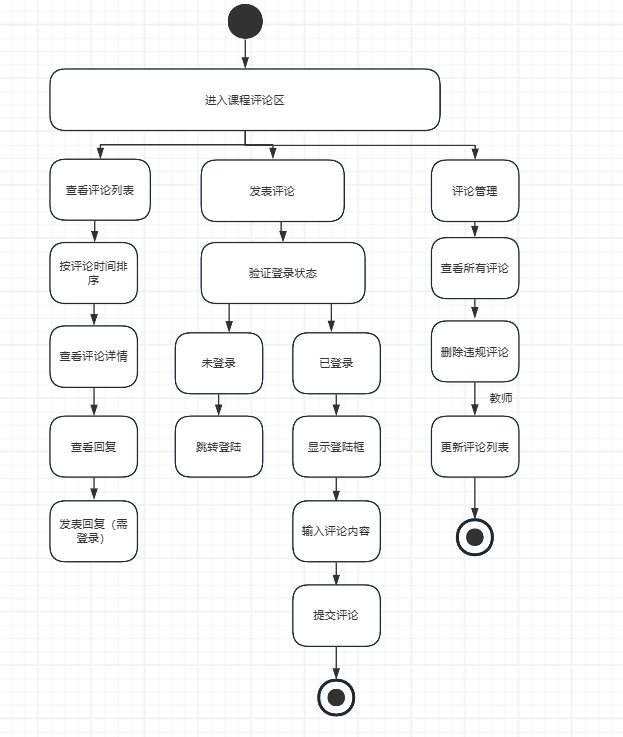 进入课程评论区
查看评论列表
发表评论
评论管理
按评论时间排
序
验证登录状态
查看所有评论
查看评论详情
未登录
已登录
删除违规评论
教师
查看回复
跳转登陆
显示登陆框
更新评论列表
发表回复（需
登录）
输入评论内容
提交评论